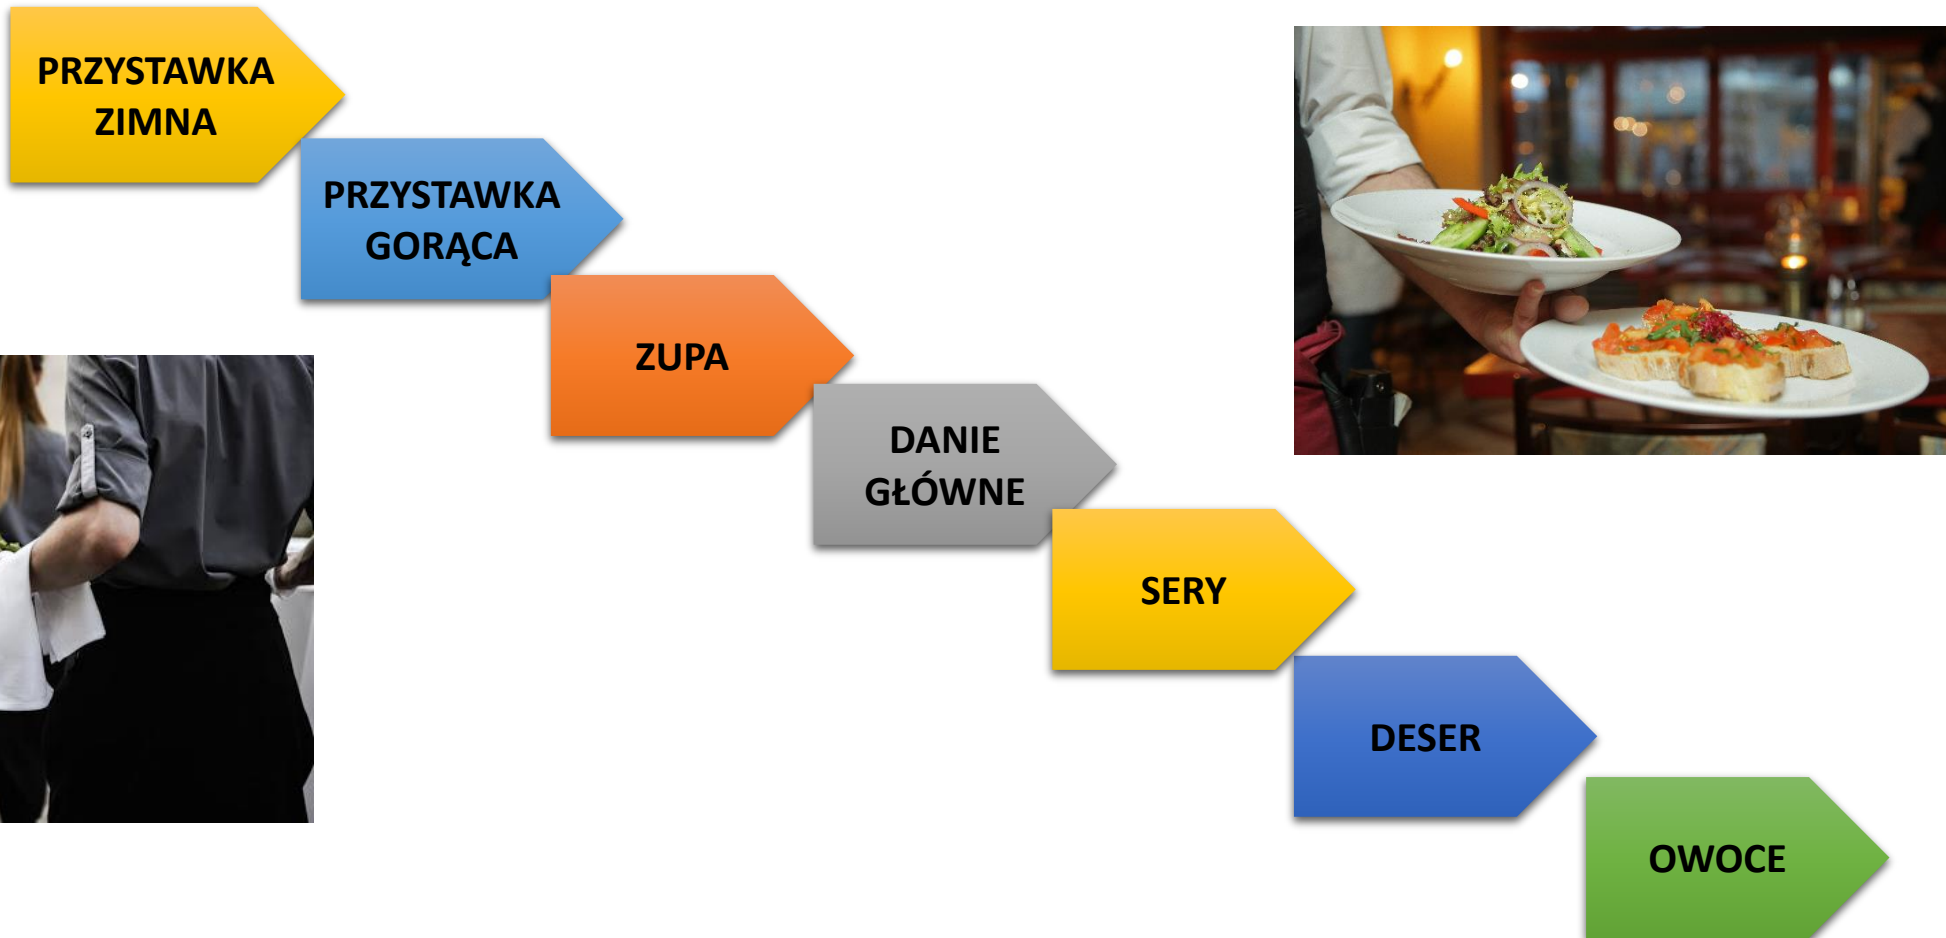 PRZYSTAWKA
ZIMNA
PRZYSTAWKA
GORĄCA
ZUPA
DANIE
GŁÓWNE
SERY
DESER
OWOCE